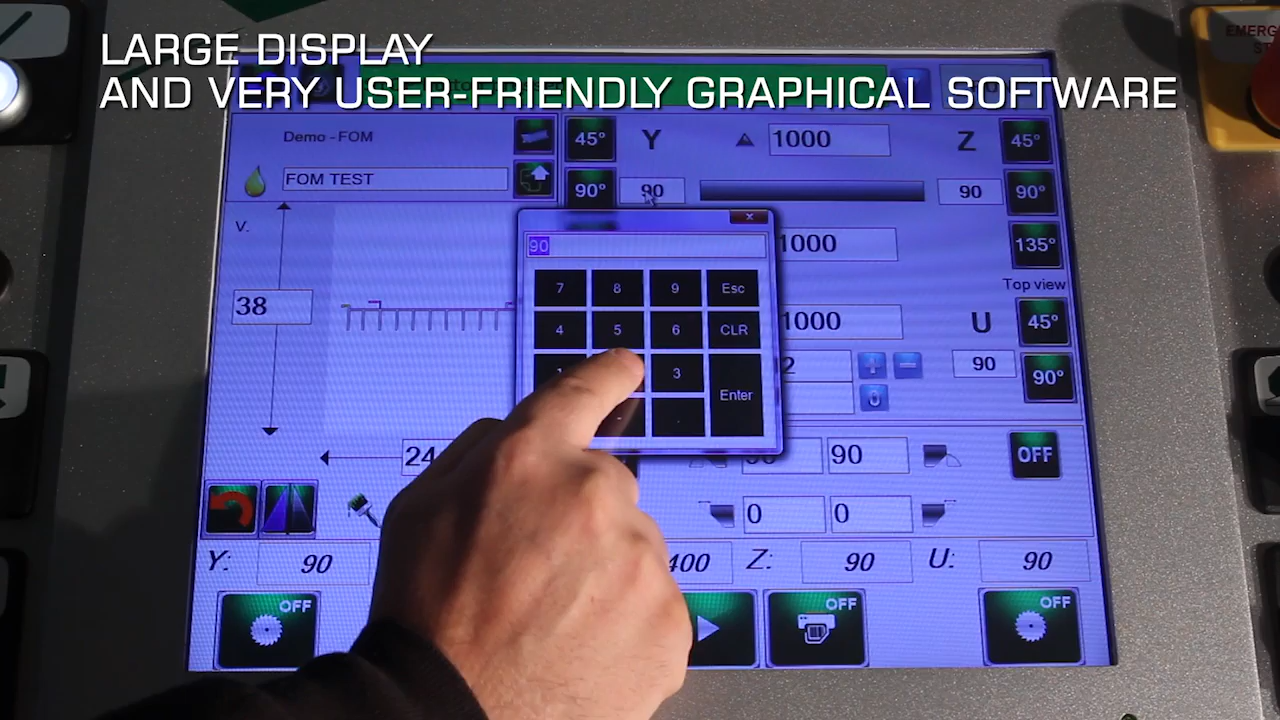 LARGE DISPLAY
AND VERY USER-FRIENDLY GRAPHICAL SOFTWARE
Demo - FOM
45°
Y
1000
Z
45°
FOM TEST
90°
90
90
90°
V.
90
1000
135°
Top view
38
7 8 9 Esc
4 5 6 CLR
3
Enter
1000
U
45°
2
90
90°
0
24
90
OFF
0
0
Y:
90
400
Z:
90
U:
90
OFF
OFF
OFF